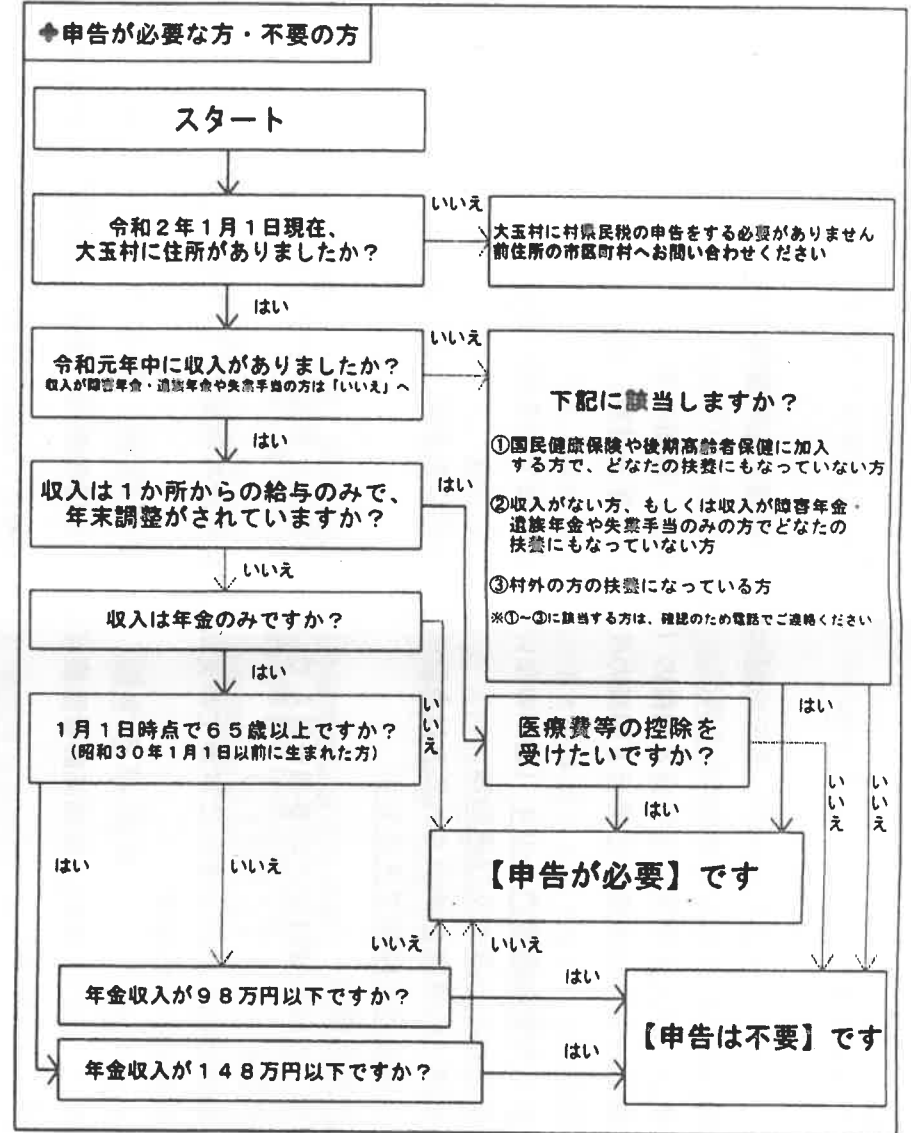 ◆申告が必要な方・不要の方
スタート
令和２年１月１日現在、
大玉村に住所がありましたか？
いいえ
大玉村に村県民税の申告をする必要がありません
前住所の市区町村へお問い合わせください
はい
令和元年中に収入がありましたか？
収入が障害年金・遺族年金や失業手当の方は「いいえ」へ
いいえ
下記に該当しますか？
①国民健康保険や後期高齢者保健に加入
する方で、どなたの扶養にもなっていない方
②収入がない方、もしくは収入が障害年金・
遺族年金や失業手当のみの方でどなたの
扶養にもなっていない方
③村外の方の扶養になっている方
※①～③に該当する方は、確認のため電話でご連絡ください
はい
収入は１か所からの給与のみで、
年末調整がされていますか？
はい
いいえ
収入は年金のみですか？
はい
いいえ
１月１日時点で６５歳以上ですか？
（昭和３０年１月１日以前に生まれた方）
医療費等の控除を
受けたいですか？
はい
はい
いいえ
いいえ
はい
いいえ
【申告が必要】です
いいえ
いいえ
年金収入が９８万円以下ですか？
はい
年金収入が１４８万円以下ですか？
はい
【申告は不要】です